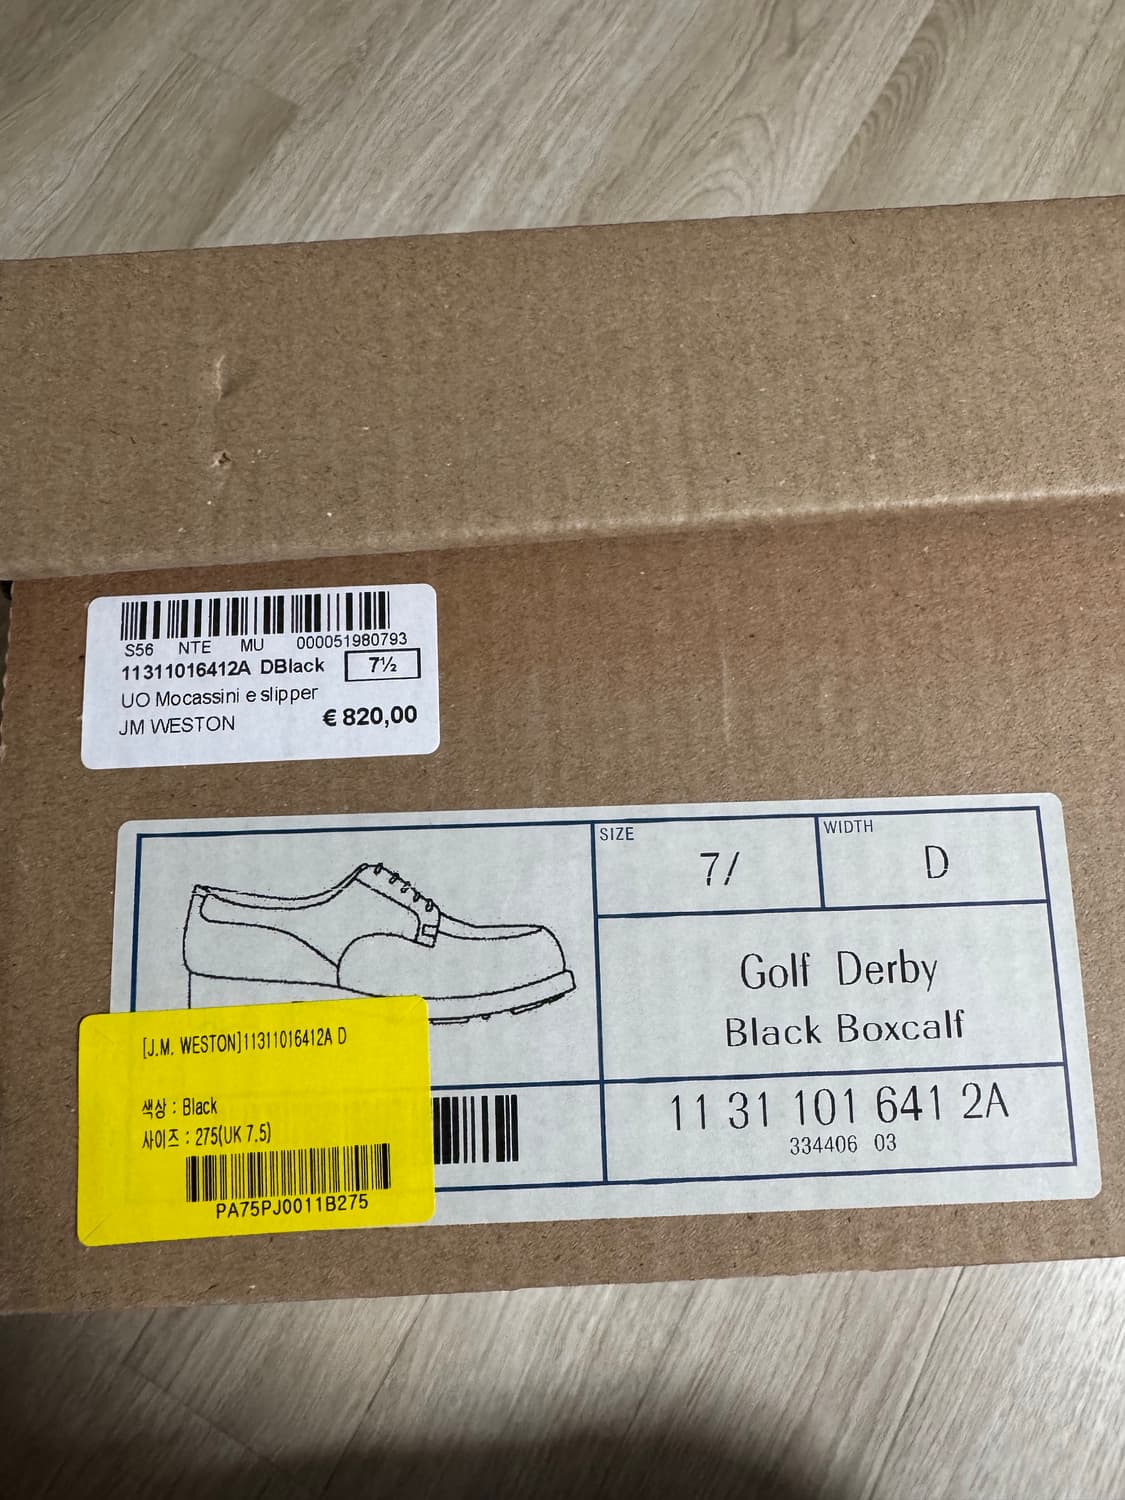 S56 NTE MU 000051980793
11311016412A DBlack 7½
UO Mocassini e slipper
JM WESTON € 820,00
SIZE
7/
WIDTH
D
Golf Derby
Black Boxcalf
11 31 101 641 2A
334406 03
[J.M. WESTON]11311016412A D
색상 : Black
사이즈 : 275(UK 7.5)
PA75PJ0011B275